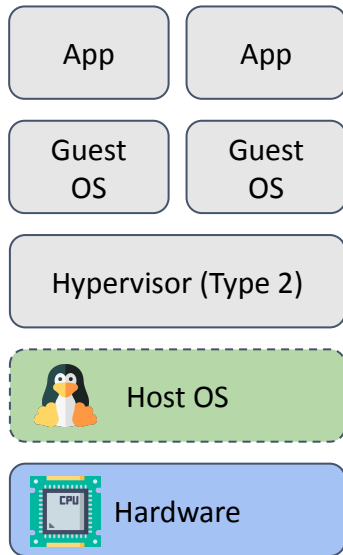 App App
Guest Guest
OS OS
Hypervisor (Type 2)
Host OS
CPU
Hardware